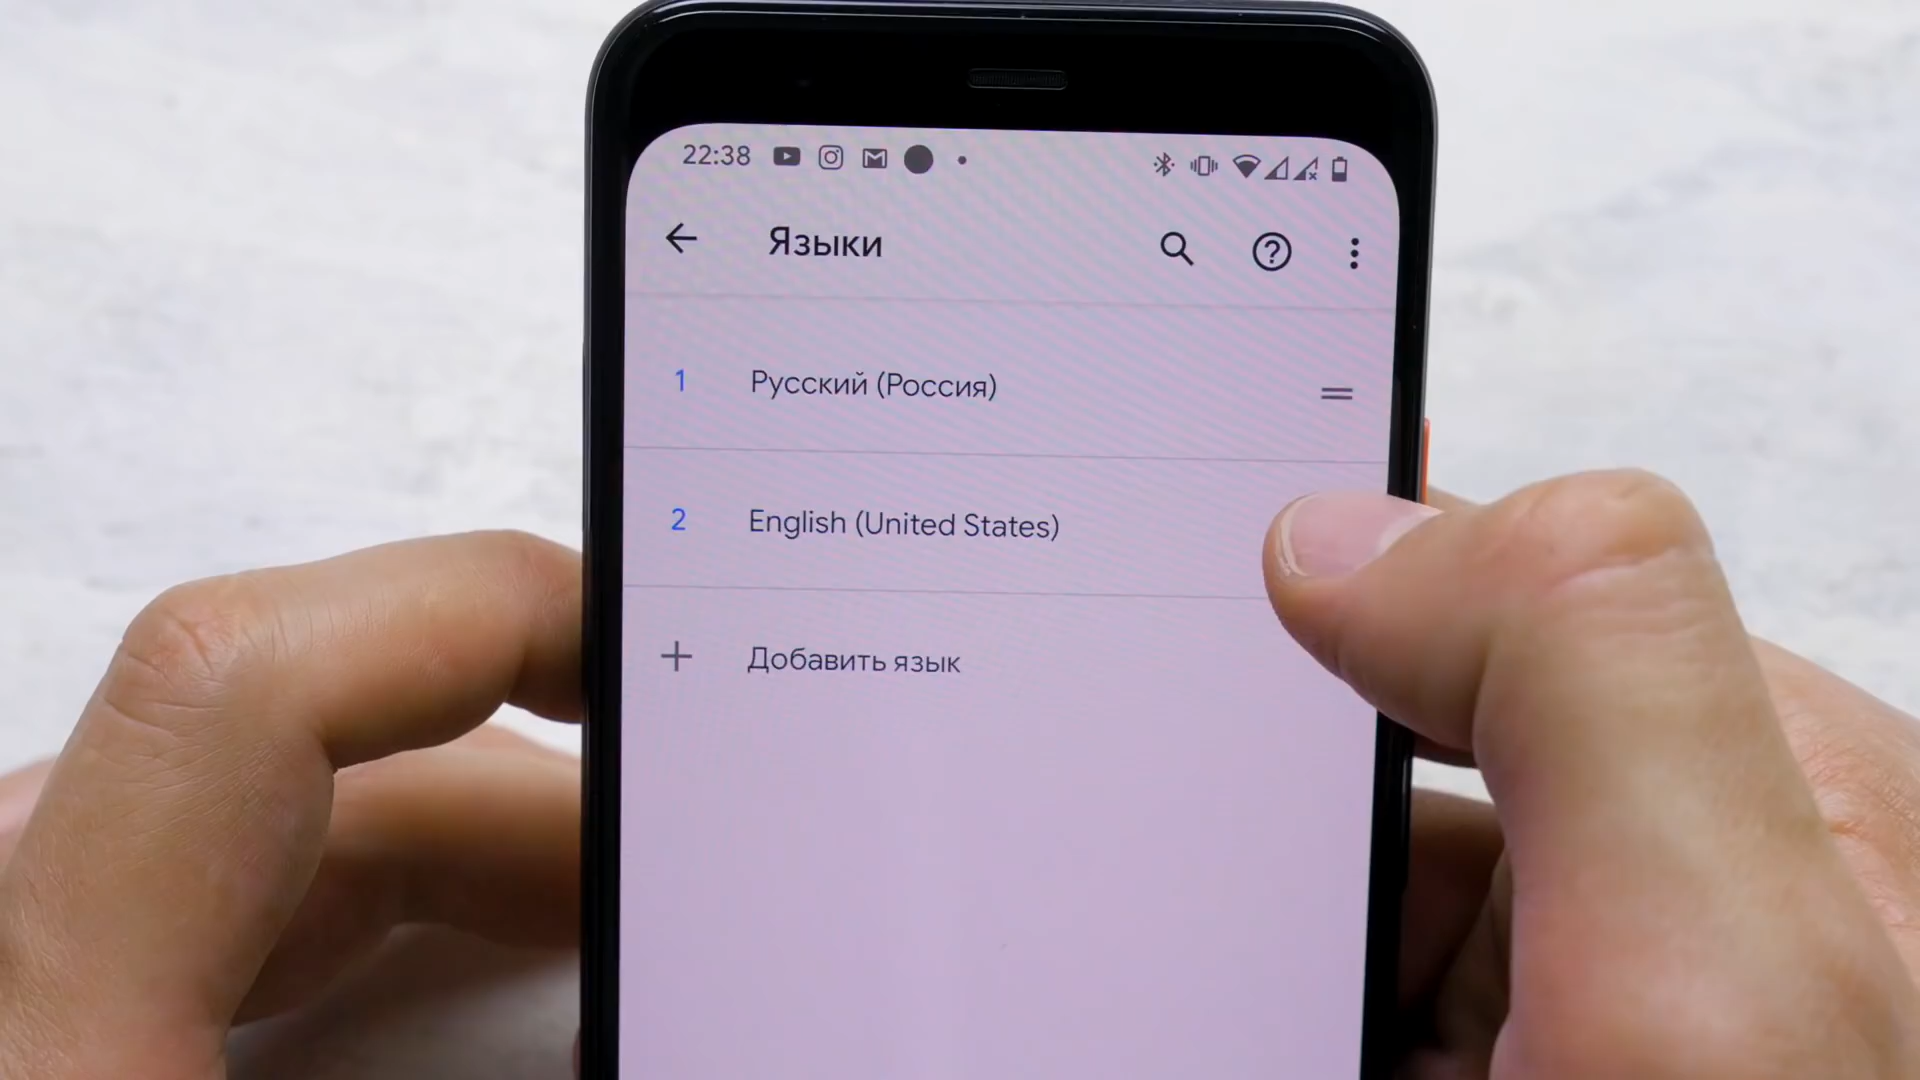 22:38
Языки
1 Русский (Россия)
2 English (United States)
+ Добавить язык